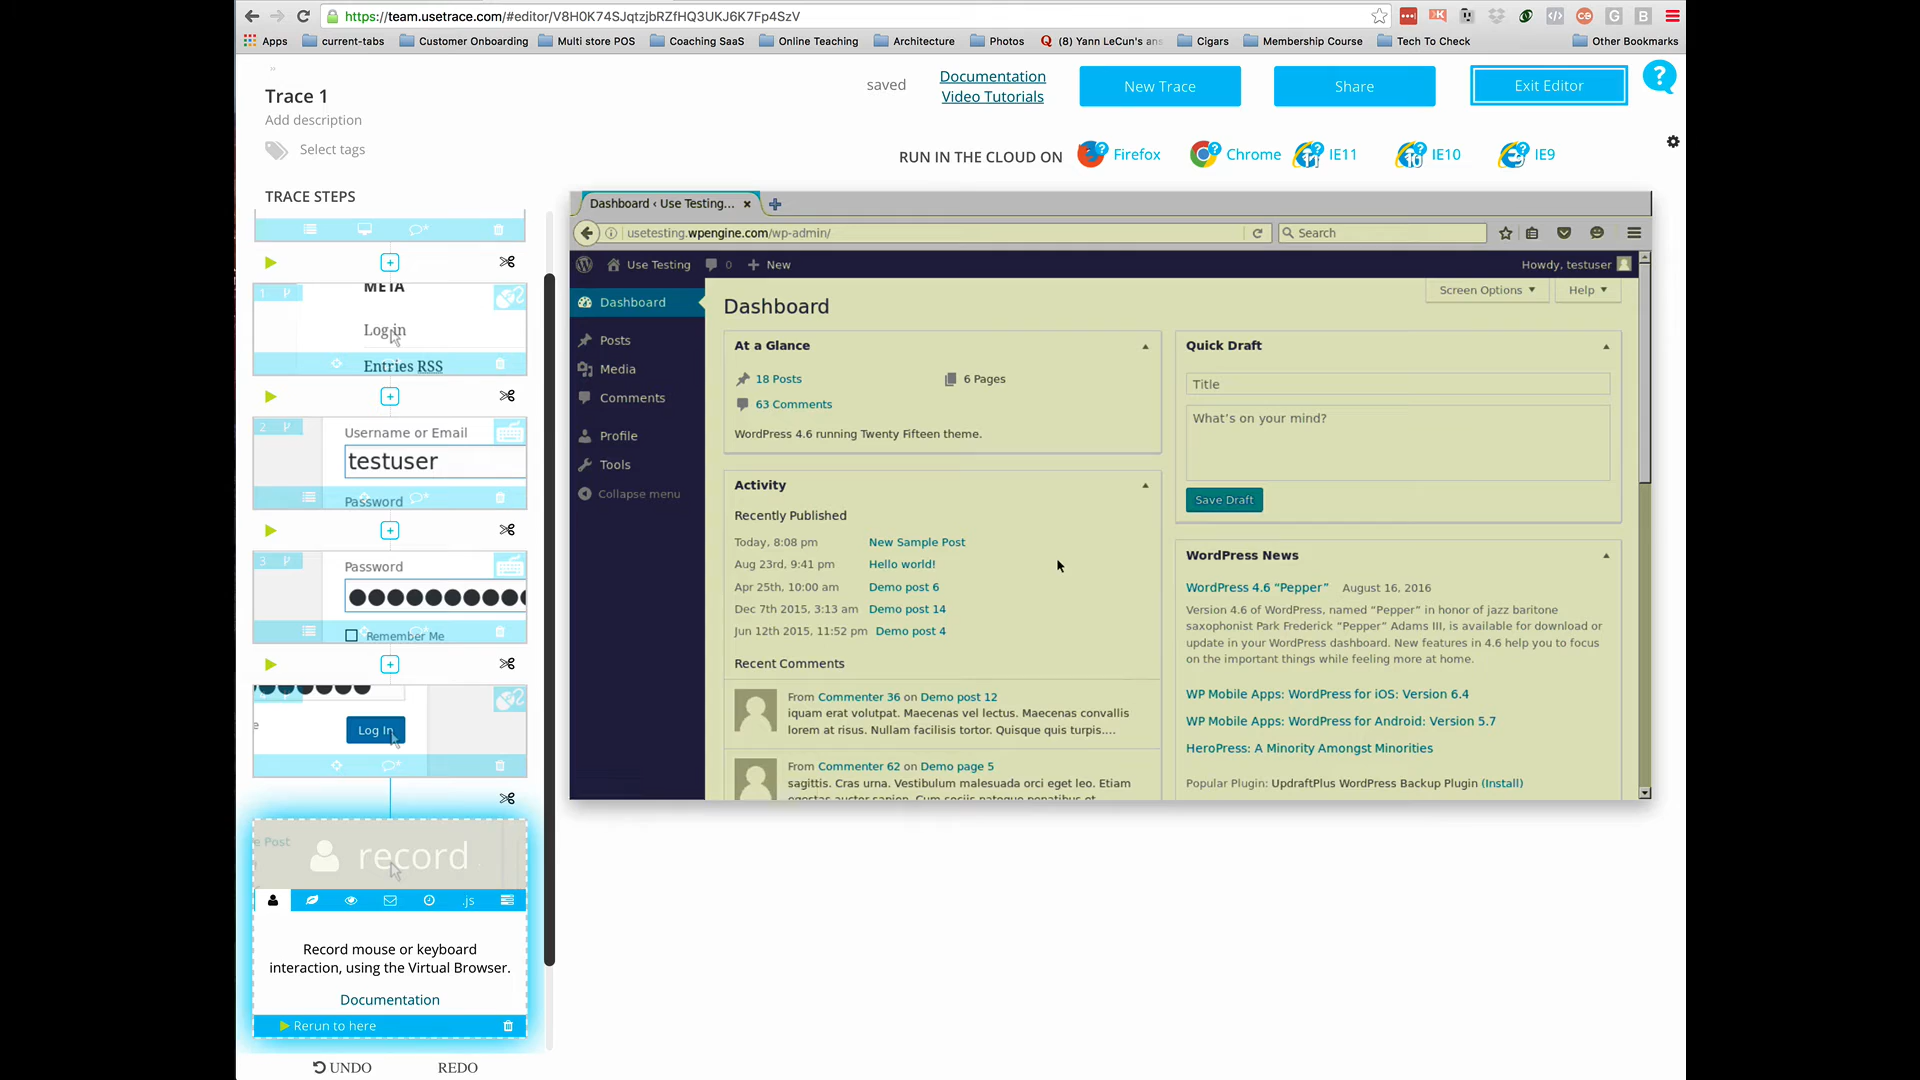 https://team.usetrace.com/#editor/V8H0K74SJqtzjbRZfHQ3UKJ6K7Fp4SzV
Apps current-tabs Customer Onboarding Multi store POS Coaching SaaS Online Teaching Architecture Photos (8) Yann LeCun's ans Cigars Membership Course Tech To Check Other Bookmarks
Trace 1
Add description
Select tags
saved
Documentation
Video Tutorials
New Trace
Share
Exit Editor
?
RUN IN THE CLOUD ON Firefox Chrome IE11 IE10 IE9
TRACE STEPS
1
META
Log in
Entries RSS
2
Username or Email
testuser
Password
3
Password
Remember Me
Log In
e Post
record
.js
Record mouse or keyboard
interaction, using the Virtual Browser.
Documentation
Rerun to here
UNDO REDO
Dashboard ‹ Use Testing...
usetesting.wpengine.com/wp-admin/
Search
Use Testing 0 New
Howdy, testuser
Dashboard
Posts
Media
Comments
Profile
Tools
Collapse menu
Dashboard
Screen Options
Help
At a Glance
18 Posts 6 Pages
63 Comments
WordPress 4.6 running Twenty Fifteen theme.
Activity
Recently Published
Today, 8:08 pm New Sample Post
Aug 23rd, 9:41 pm Hello world!
Apr 25th, 10:00 am Demo post 6
Dec 7th 2015, 3:13 am Demo post 14
Jun 12th 2015, 11:52 pm Demo post 4
Recent Comments
From Commenter 36 on Demo post 12
iquam erat volutpat. Maecenas vel lectus. Maecenas convallis
lorem at risus. Nullam facilisis tortor. Quisque quis turpis....
From Commenter 62 on Demo page 5
sagittis. Cras urna. Vestibulum malesuada orci eget leo. Etiam
Quick Draft
Title
What's on your mind?
Save Draft
WordPress News
WordPress 4.6 "Pepper" August 16, 2016
Version 4.6 of WordPress, named "Pepper" in honor of jazz baritone
saxophonist Park Frederick "Pepper" Adams III, is available for download or
update in your WordPress dashboard. New features in 4.6 help you to focus
on the important things while feeling more at home.
WP Mobile Apps: WordPress for iOS: Version 6.4
WP Mobile Apps: WordPress for Android: Version 5.7
HeroPress: A Minority Amongst Minorities
Popular Plugin: UpdraftPlus WordPress Backup Plugin (Install)